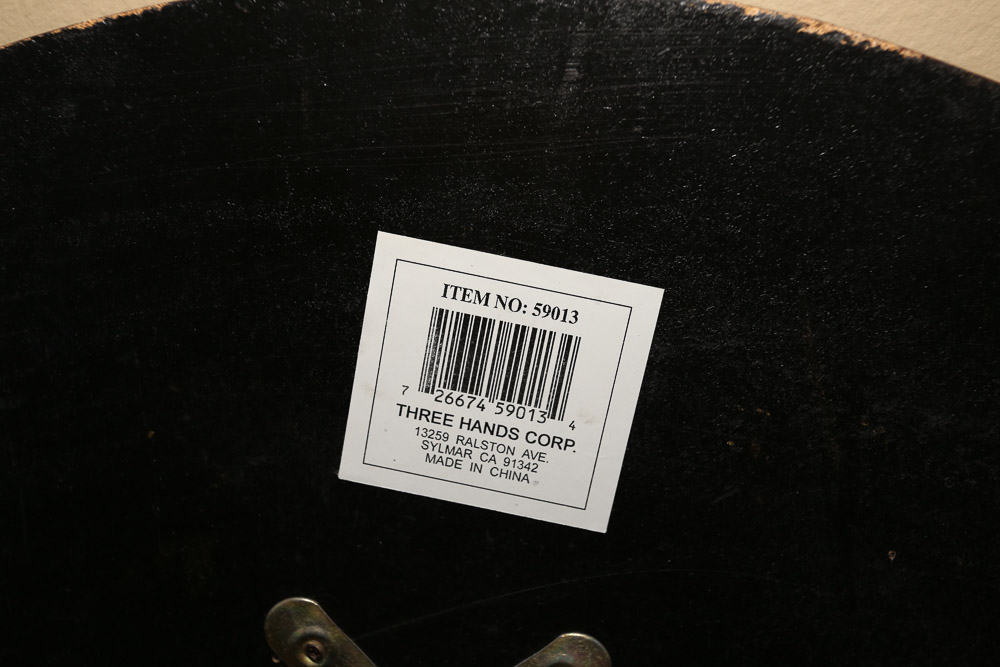 ITEM NO: 59013
7 26674 59013 4
THREE HANDS CORP.
13259 RALSTON AVE.
SYLMAR CA 91342
MADE IN CHINA